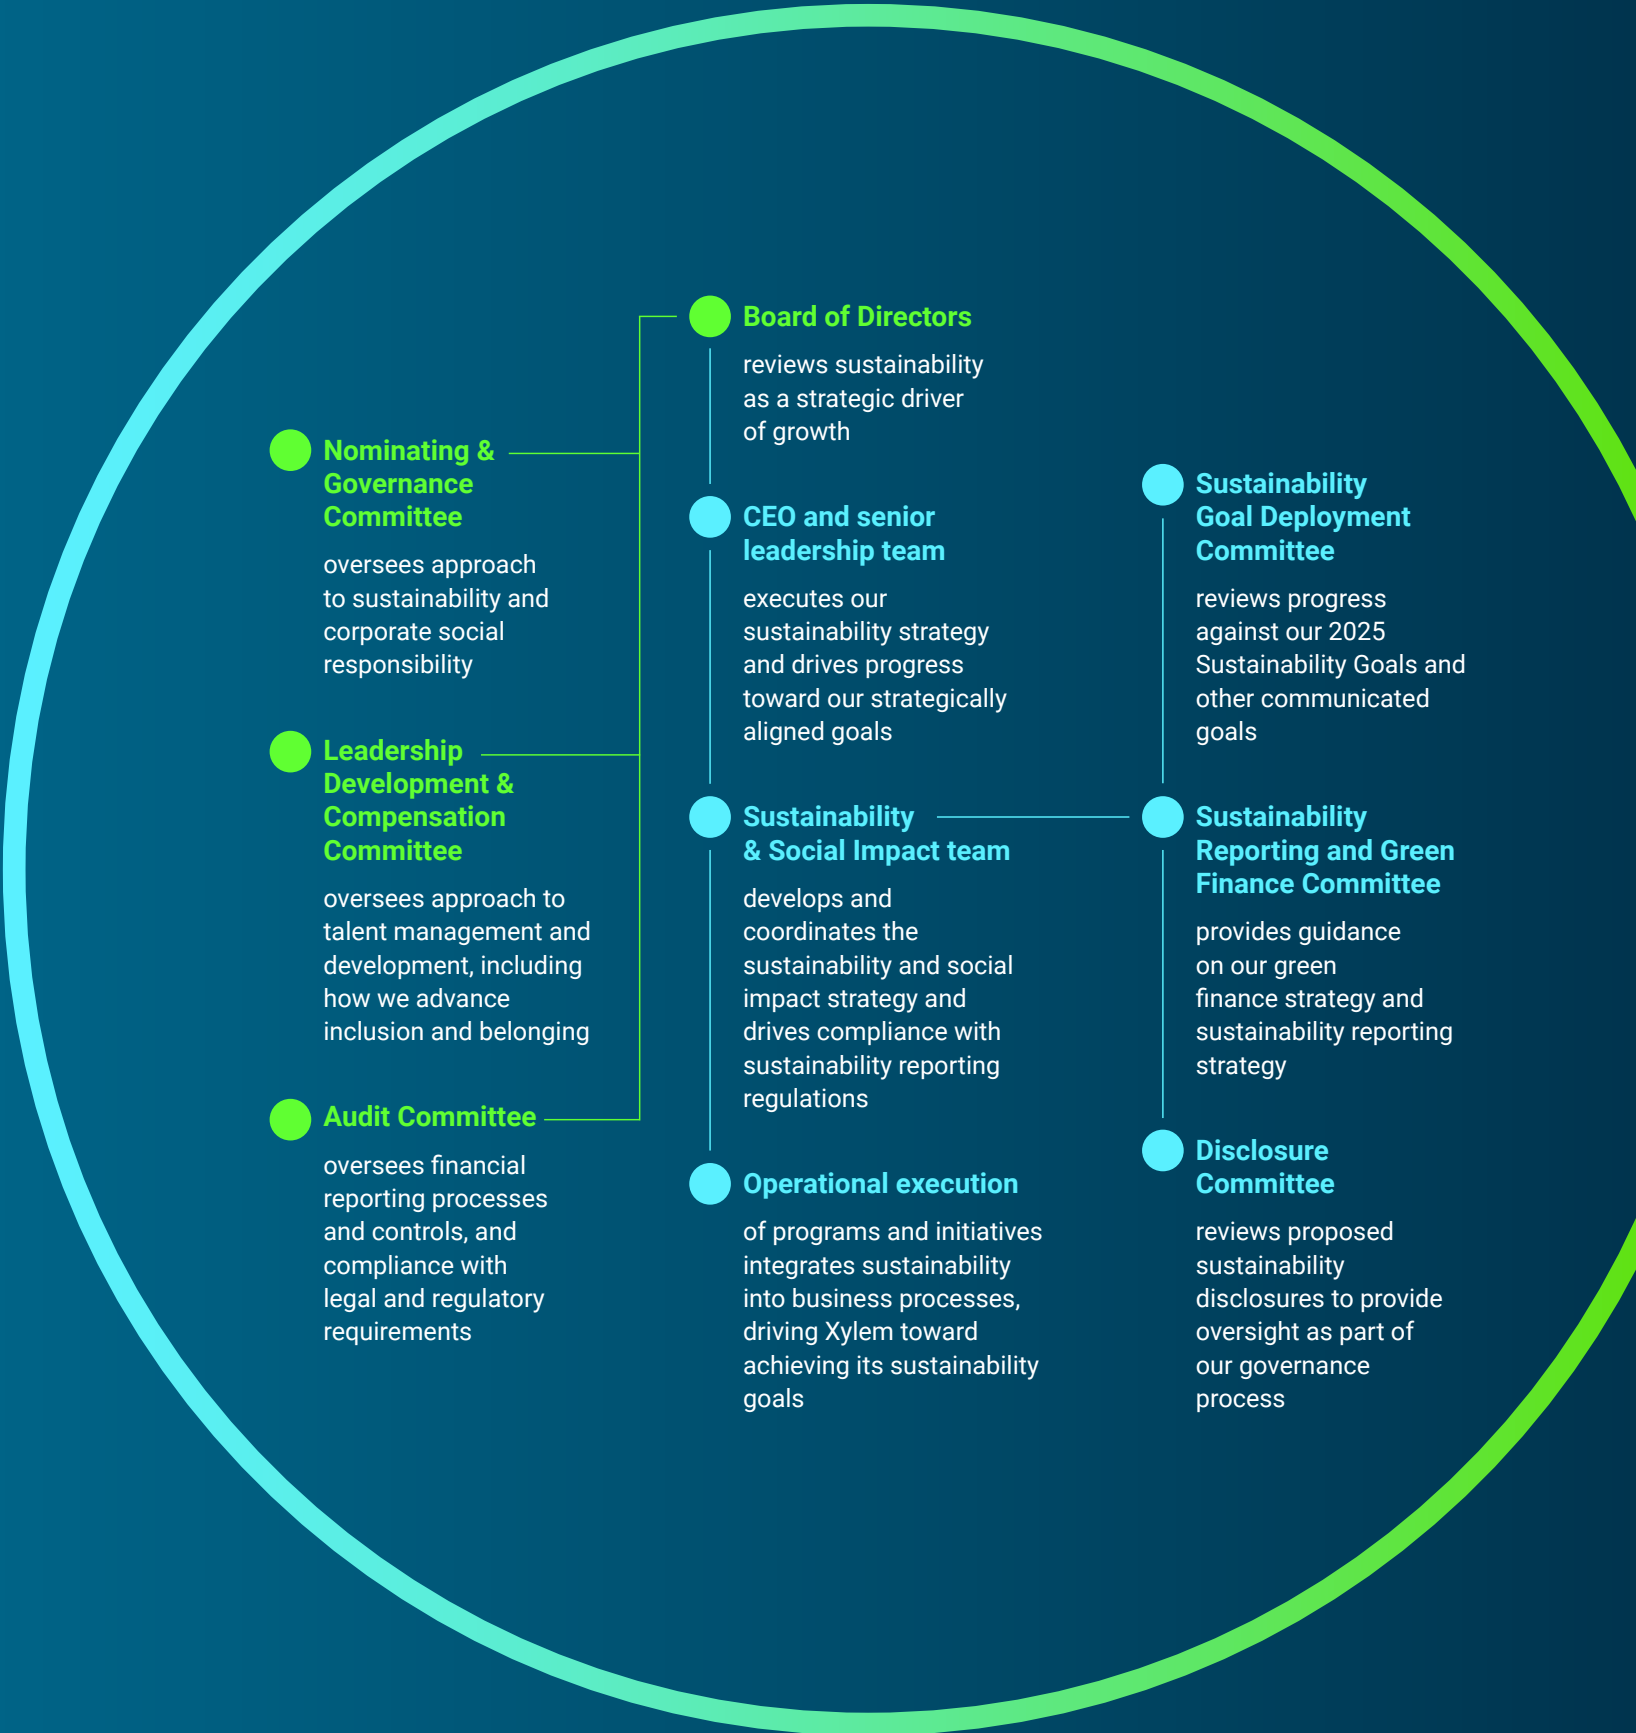 Board of Directors
reviews sustainability
as a strategic driver
of growth
Nominating &
Governance
Committee
oversees approach
to sustainability and
corporate social
responsibility
Leadership
Development &
Compensation
Committee
oversees approach to
talent management and
development, including
how we advance
inclusion and belonging
Audit Committee
oversees financial
reporting processes
and controls, and
compliance with
legal and regulatory
requirements
CEO and senior
leadership team
executes our
sustainability strategy
and drives progress
toward our strategically
aligned goals
Sustainability
& Social Impact team
develops and
coordinates the
sustainability and social
impact strategy and
drives compliance with
sustainability reporting
regulations
Operational execution
of programs and initiatives
integrates sustainability
into business processes,
driving Xylem toward
achieving its sustainability
goals
Sustainability
Goal Deployment
Committee
reviews progress
against our 2025
Sustainability Goals and
other communicated
goals
Sustainability
Reporting and Green
Finance Committee
provides guidance
on our green
finance strategy and
sustainability reporting
strategy
Disclosure
Committee
reviews proposed
sustainability
disclosures to provide
oversight as part of
our governance
process